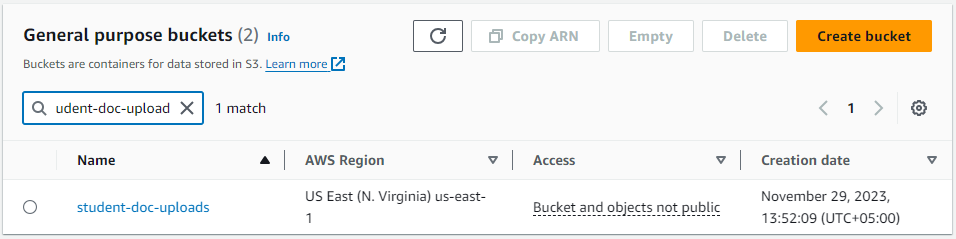 General purpose buckets (2) Info
Copy ARN
Empty
Delete
Create bucket
Buckets are containers for data stored in S3. Learn more
udent-doc-upload
1 match
1
Name
AWS Region
Access
Creation date
student-doc-uploads
US East (N. Virginia) us-east-
1
Bucket and objects not public
November 29, 2023,
13:52:09 (UTC+05:00)